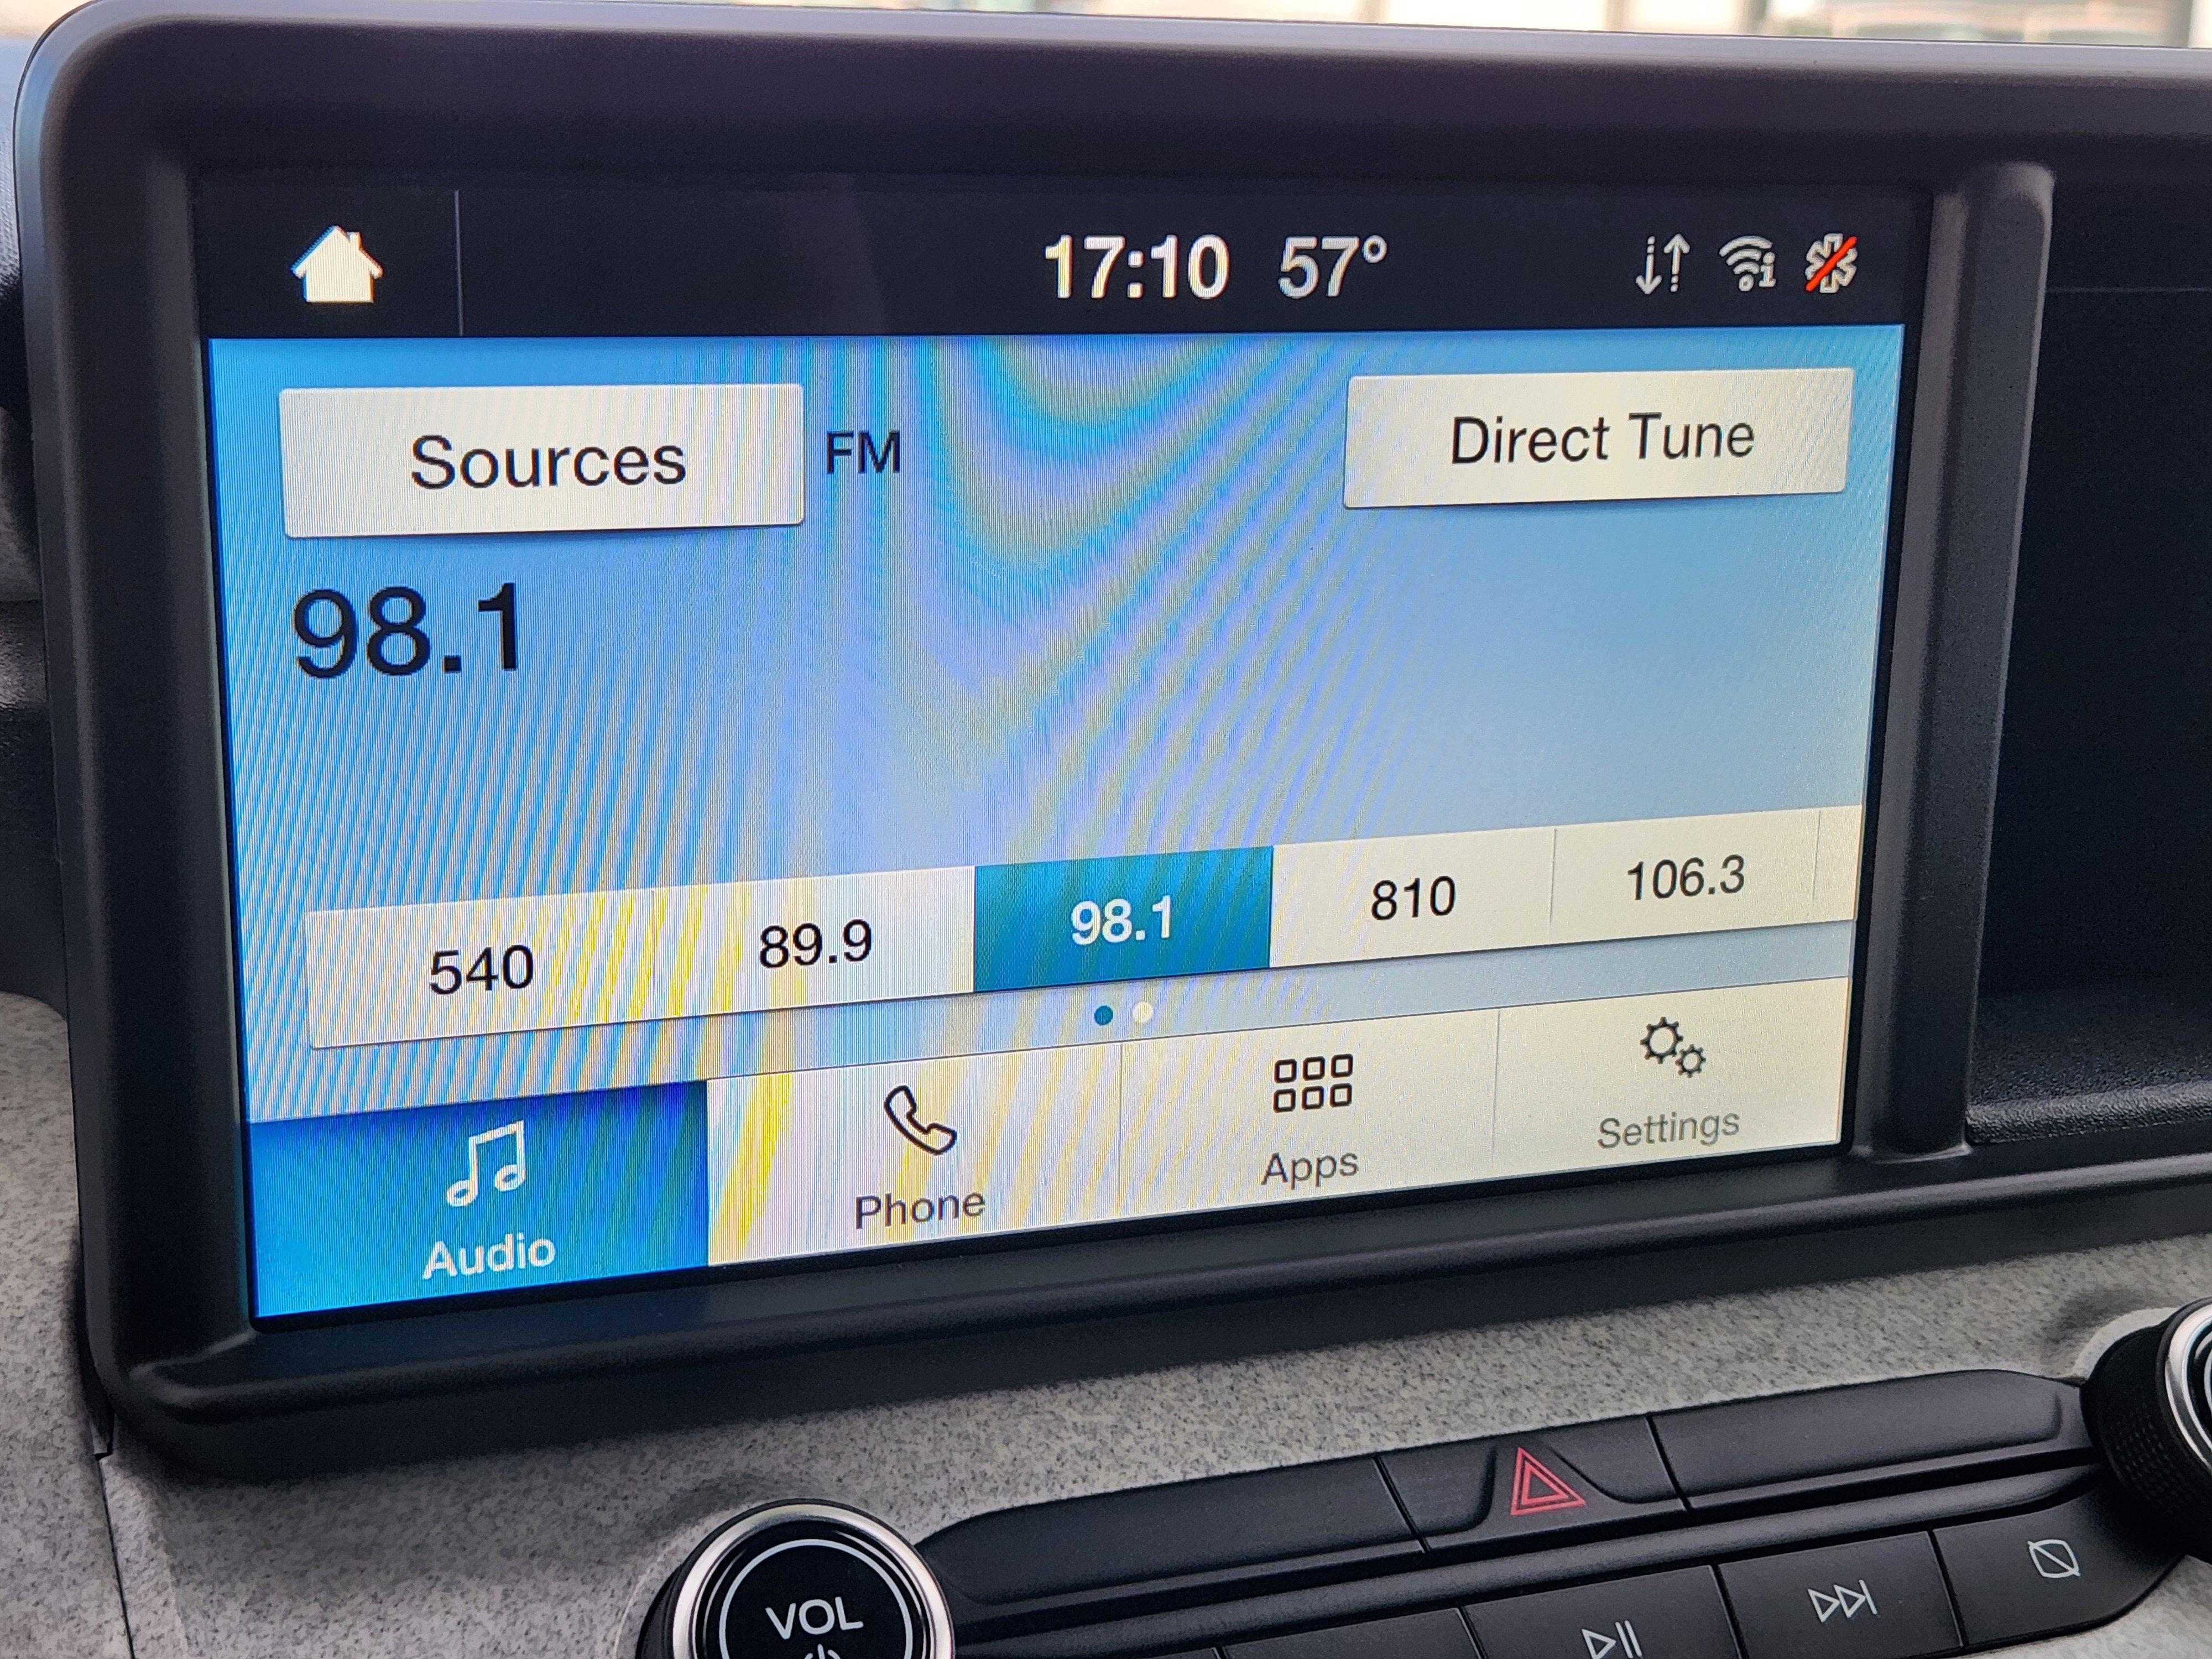 17:10 57°
Sources FM Direct Tune
98.1
540 89.9 98.1 810 106.3
Audio Phone Apps Settings
VOL